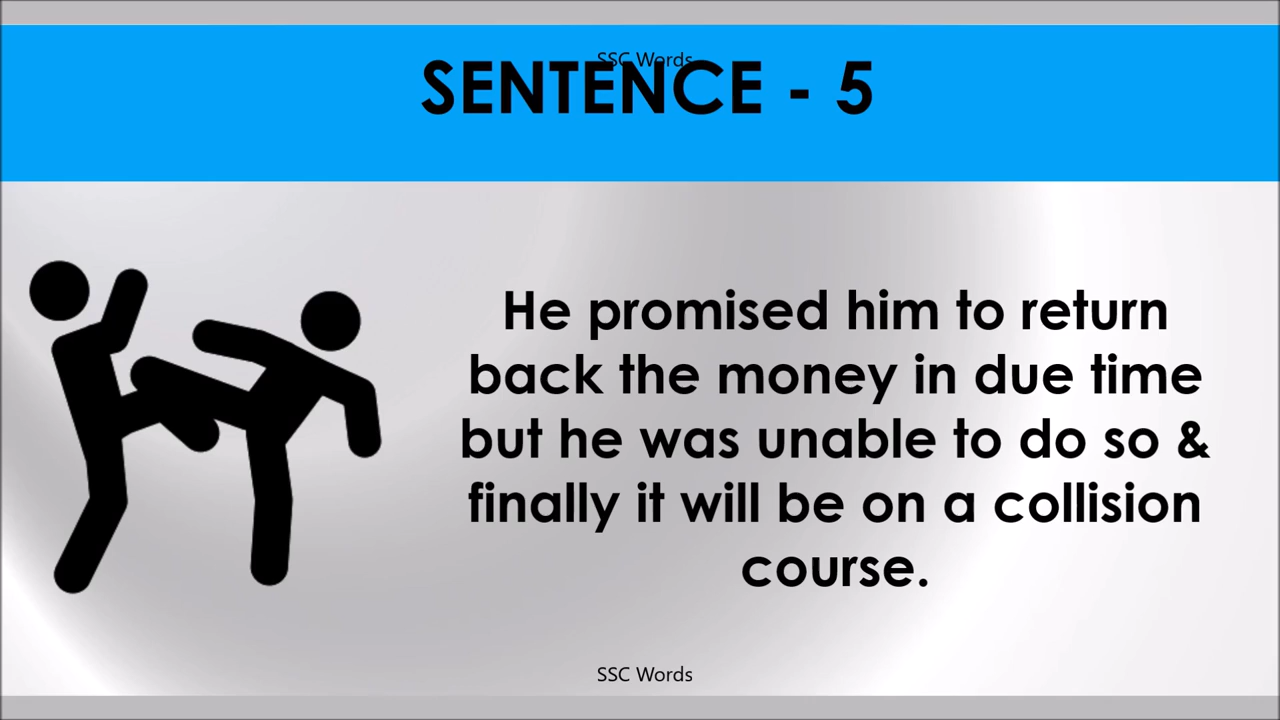 SSC Words
SENTENCE - 5
He promised him to return
back the money in due time
but he was unable to do so &
finally it will be on a collision
course.
SSC Words